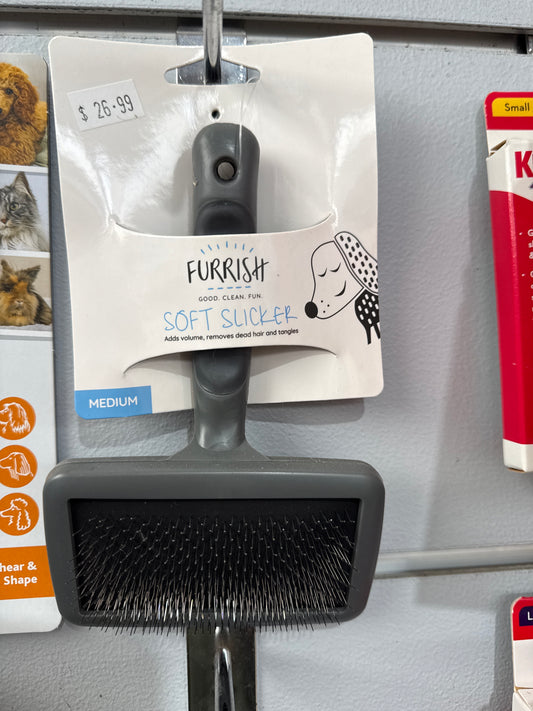 $ 26.99
FURRISH
GOOD. CLEAN. FUN.
SOFT SLICKER
Adds volume, removes dead hair and tangles
MEDIUM
hear &
Shape
Small
K